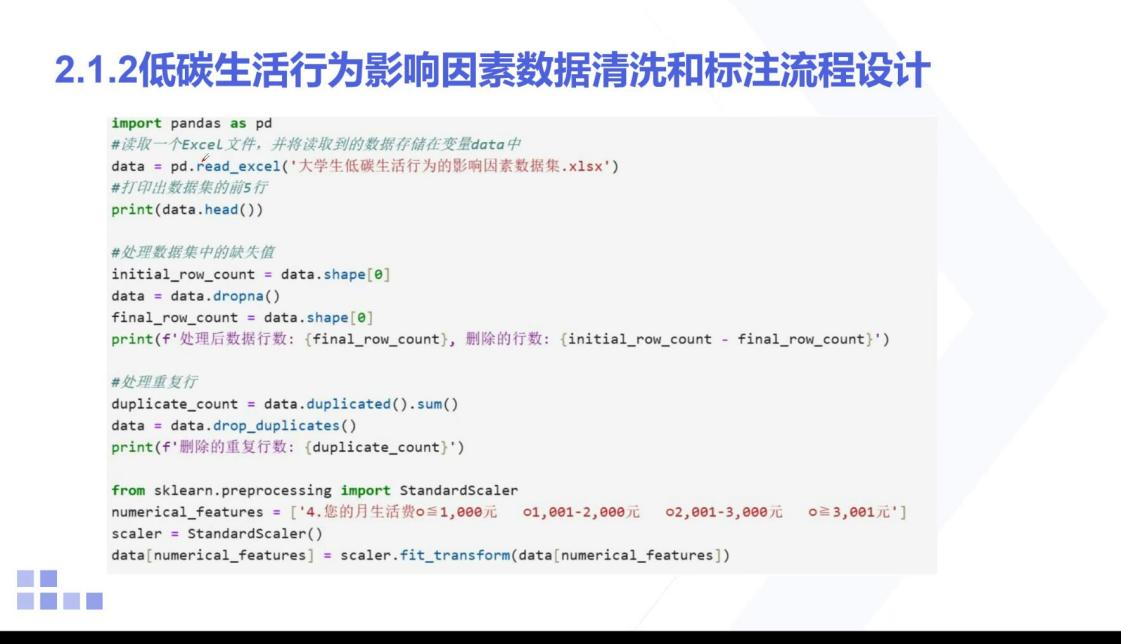 2.1.2低碳生活行为影响因素数据清洗和标注流程设计
import pandas as pd
#读取一个Excel文件，并将读取到的数据存储在变量data中
data = pd.read_excel('大学生低碳生活行为的影响因素数据集.xlsx')
#打印出数据集的前5行
print(data.head())
#处理数据集中的缺失值
initial_row_count = data.shape[0]
data = data.dropna()
final_row_count = data.shape[0]
print(f'处理后数据行数: {final_row_count}, 删除的行数: {initial_row_count - final_row_count}')
#处理重复行
duplicate_count = data.duplicated().sum()
data = data.drop_duplicates()
print(f'删除的重复行数: {duplicate_count}')
from sklearn.preprocessing import StandardScaler
numerical_features = ['4.您的月生活费○≦1,000元   ○1,001-2,000元   ○2,001-3,000元   ○≧3,001元']
scaler = StandardScaler()
data[numerical_features] = scaler.fit_transform(data[numerical_features])